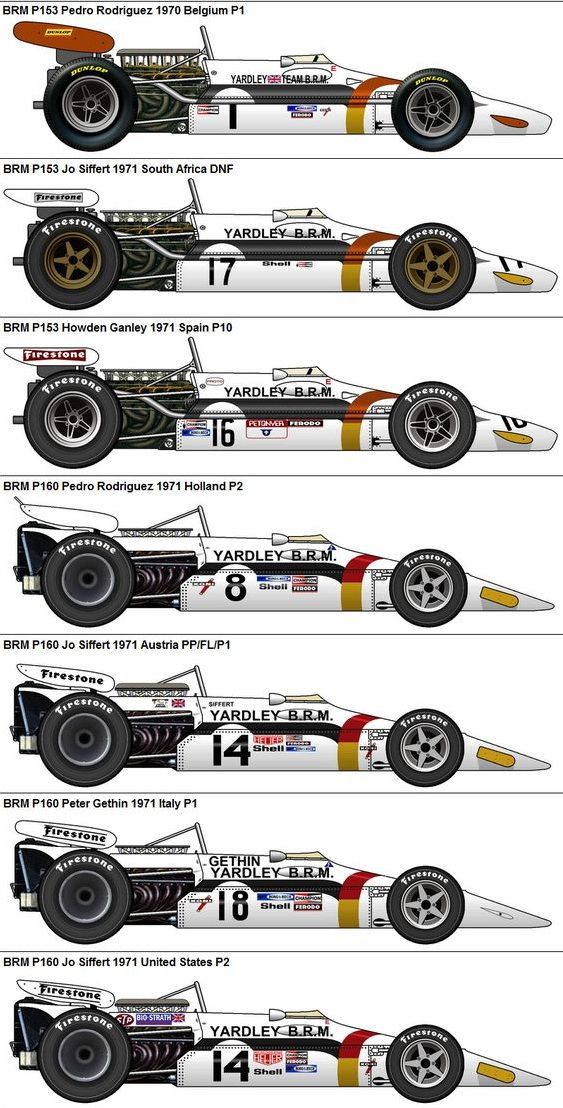 BRM P153 Pedro Rodriguez 1970 Belgium P1
DUNLOP
DUNLOP
E
DUNLOP
YARDLEY TEAM B.R.M.
CHAMPION
1
FERODO
BRM P153 Jo Siffert 1971 South Africa DNF
Firestone
Firestone
Firestone
YARDLEY B.R.M.
17
Shell
BRM P153 Howden Ganley 1971 Spain P10
Firestone
Firestone
E
Firestone
YARDLEY B.R.M.
CHAMPION
16
FERODO
BRM P160 Pedro Rodriguez 1971 Holland P2
Firestone
YARDLEY B.R.M.
Firestone
8
CHAMPION
Shell
FERODO
BRM P160 Jo Siffert 1971 Austria PP/FL/P1
Firestone
Firestone
SIFFERT
YARDLEY B.R.M.
Firestone
14
HEUER
Shell
BRM P160 Peter Gethin 1971 Italy P1
Firestone
Firestone
GETHIN
YARDLEY B.R.M.
Firestone
18
CHAMPION
Shell
FERODO
BRM P160 Jo Siffert 1971 United States P2
Firestone
Firestone
STP
BIO-STRATH
YARDLEY B.R.M.
Firestone
14
HEUER
Shell